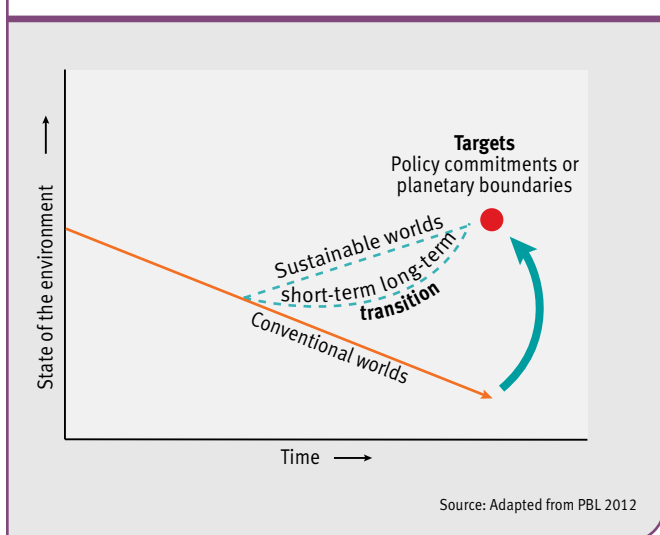 State of the environment
Targets
Policy commitments or
planetary boundaries
Sustainable worlds
short-term long-term
transition
Conventional worlds
Time
Source: Adapted from PBL 2012